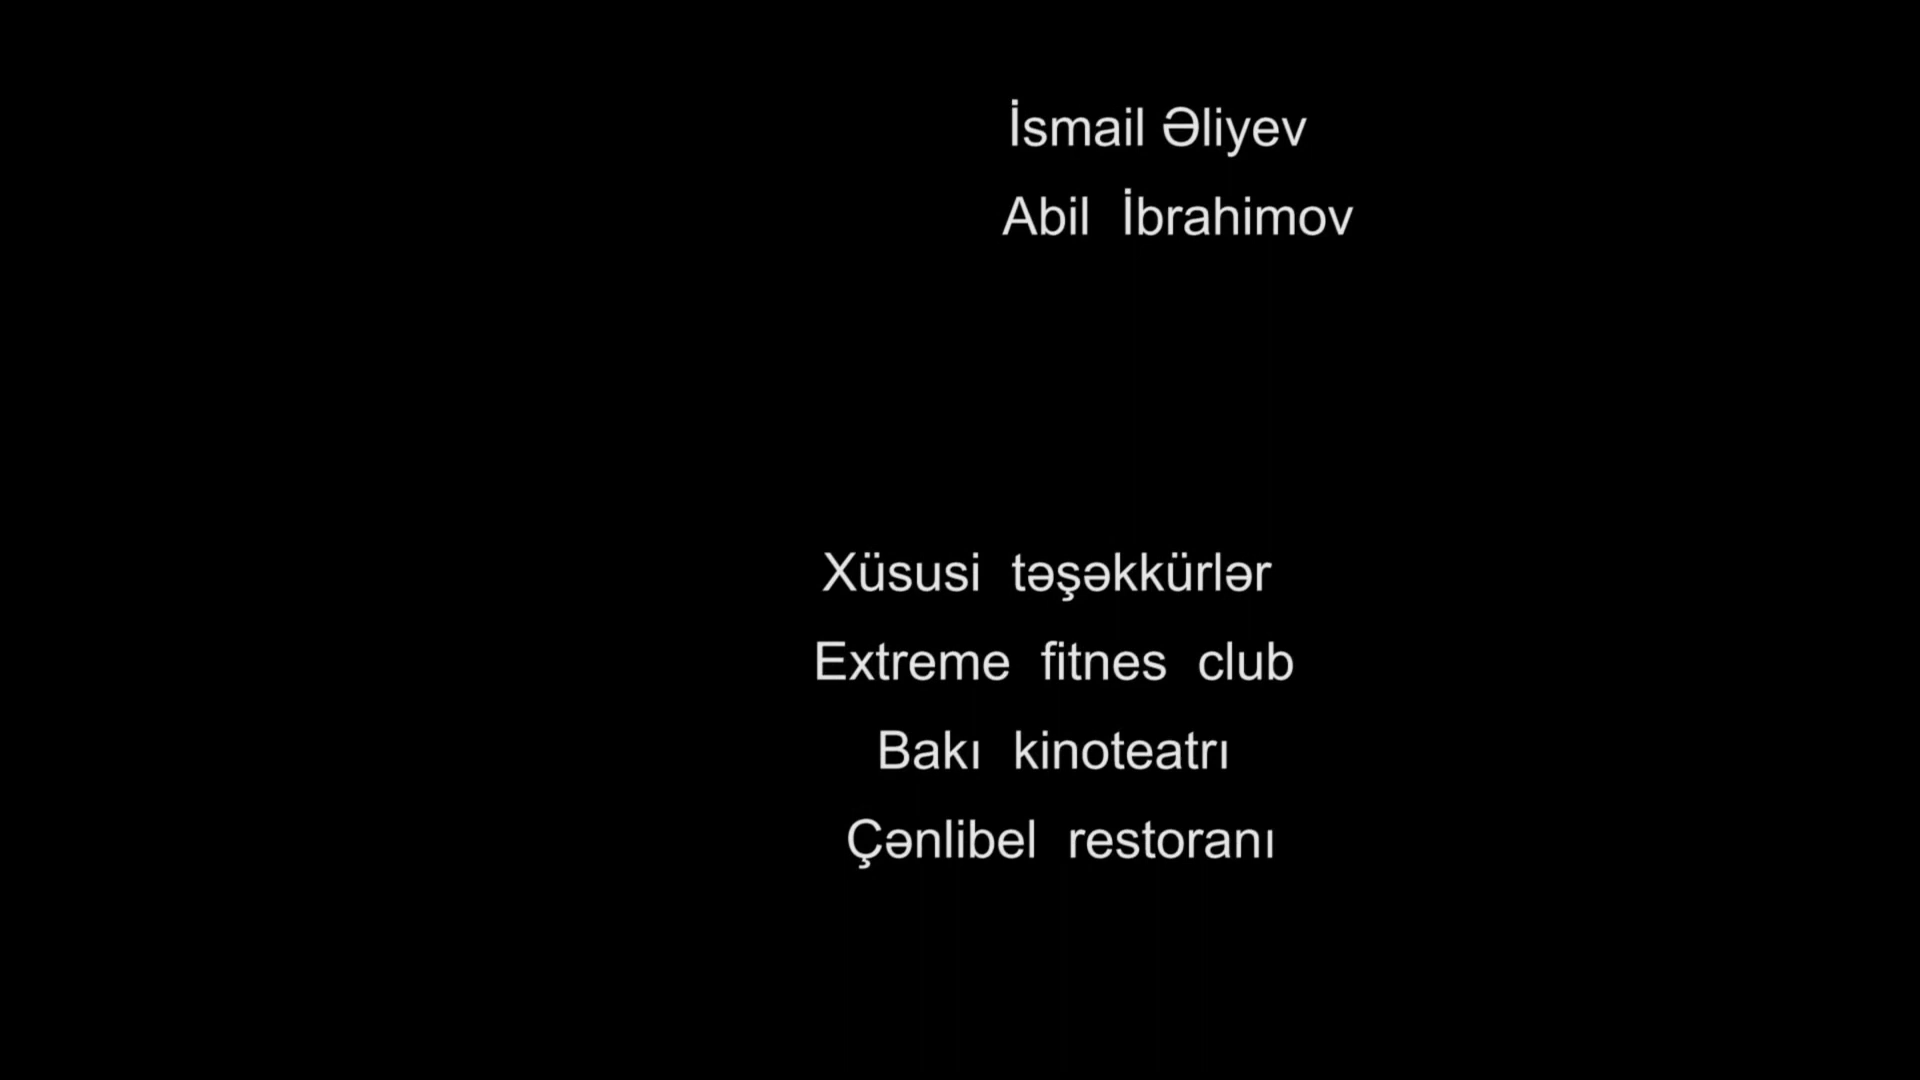 İsmail Əliyev
Abil İbrahimov
Xüsusi təşəkkürlər
Extreme fitnes club
Bakı kinoteatrı
Çənlibel restoranı